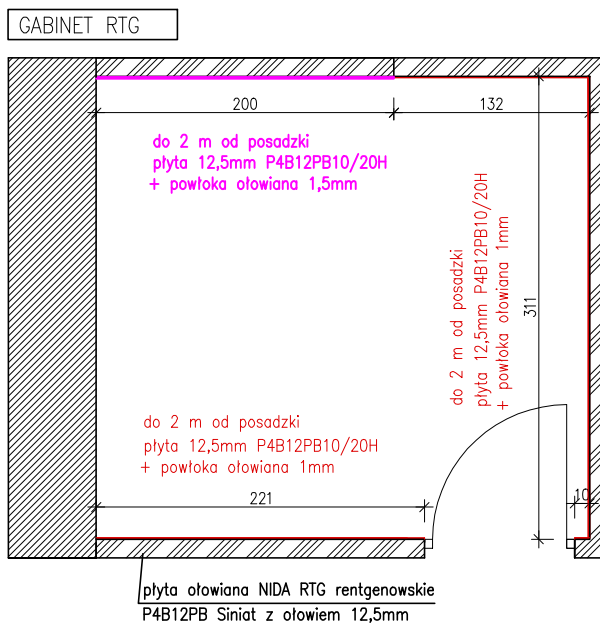 GABINET RTG
200
132
do 2 m od posadzki
płyta 12,5mm P4B12PB10/20H
+ powłoka ołowiana 1,5mm
do 2 m od posadzki
płyta 12,5mm P4B12PB10/20H
+ powłoka ołowiana 1mm
311
do 2 m od posadzki
płyta 12,5mm P4B12PB10/20H
+ powłoka ołowiana 1mm
221
10
płyta ołowiana NIDA RTG rentgenowskie
P4B12PB Siniat z ołowiem 12,5mm